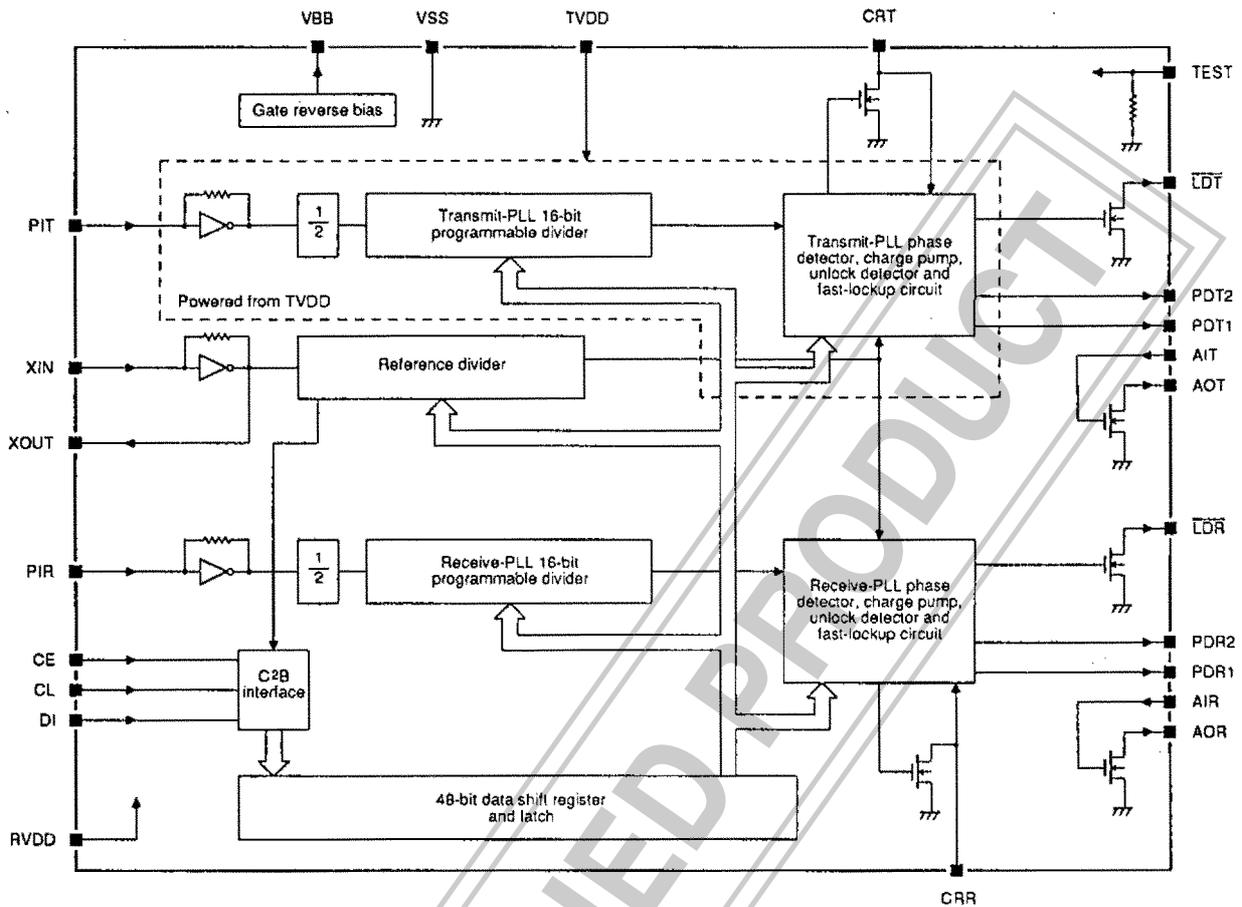 VBB
VSS
TVDD
CRT
TEST
Gate reverse bias
LDT
PIT
1
2
Transmit-PLL 16-bit
programmable divider
Transmit-PLL phase
detector, charge pump,
unlock detector and
fast-lockup circuit
Powered from TVDD
PDT2
PDT1
XIN
Reference divider
AIT
AOT
XOUT
LDR
PIR
1
2
Receive-PLL 16-bit
programmable divider
Receive-PLL phase
detector, charge pump,
unlock detector and
fast-lockup circuit
PDR2
PDR1
CE
CL
DI
C²B
interface
AIR
AOR
48-bit data shift register
and latch
RVDD
CRR
PRODUCT